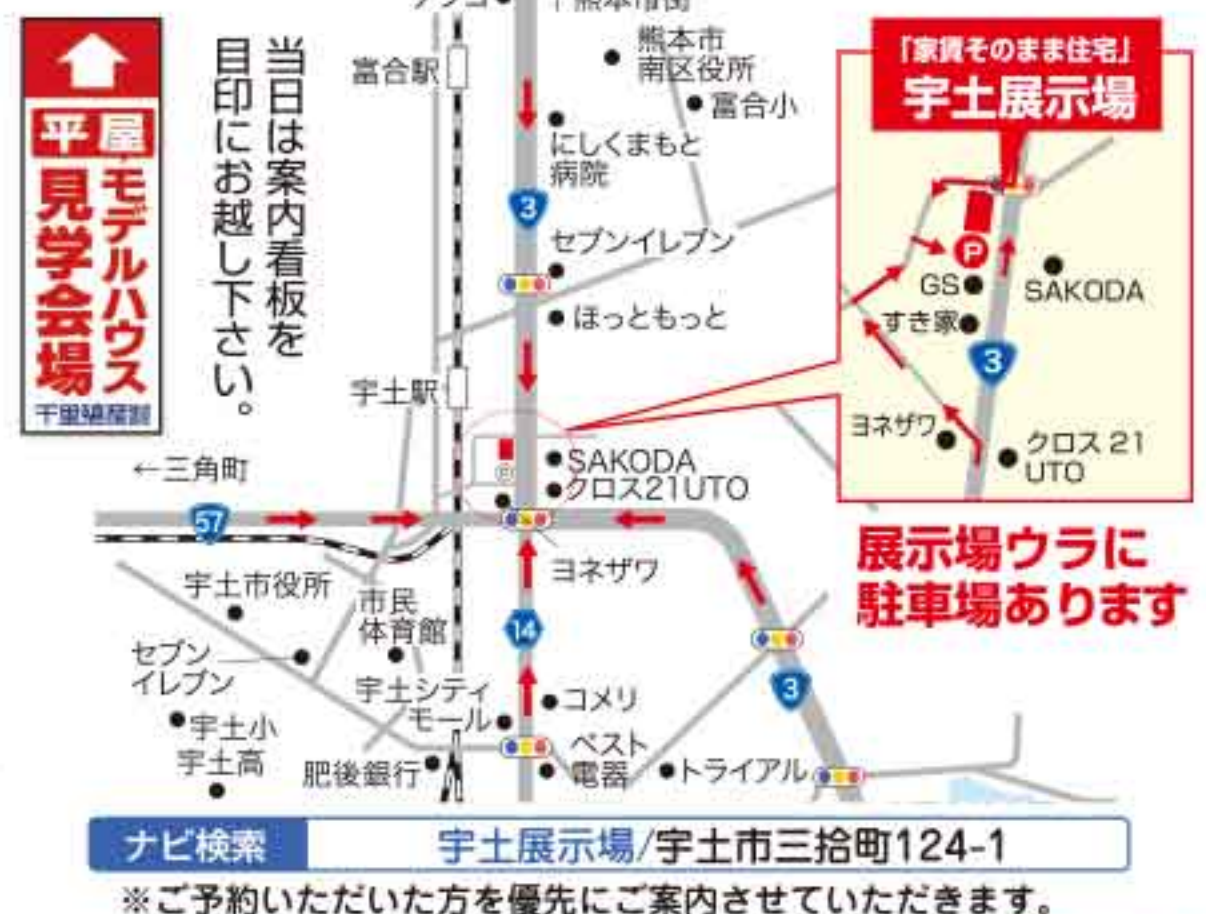 平屋モデルハウス
見学会場
当日は案内看板を
目印にお越し下さい。
↑熊本市街
熊本市
南区役所
富合駅
富合小
にしくまもと
病院
3
セブンイレブン
ほっともっと
宇土駅
SAKODA
クロス21UTO
←三角町
57
ヨネザワ
宇土市役所
市民
体育館
14
セブン
イレブン
宇土シティ
モール
コメリ
3
宇土小
宇土高
肥後銀行
ベスト
電器
トライアル
「家賃そのまま住宅」
宇土展示場
P
GS
SAKODA
すき家
3
ヨネザワ
クロス21
UTO
展示場ウラに
駐車場あります
ナビ検索
宇土展示場/宇土市三拾町124-1
※ご予約いただいた方を優先にご案内させていただきます。